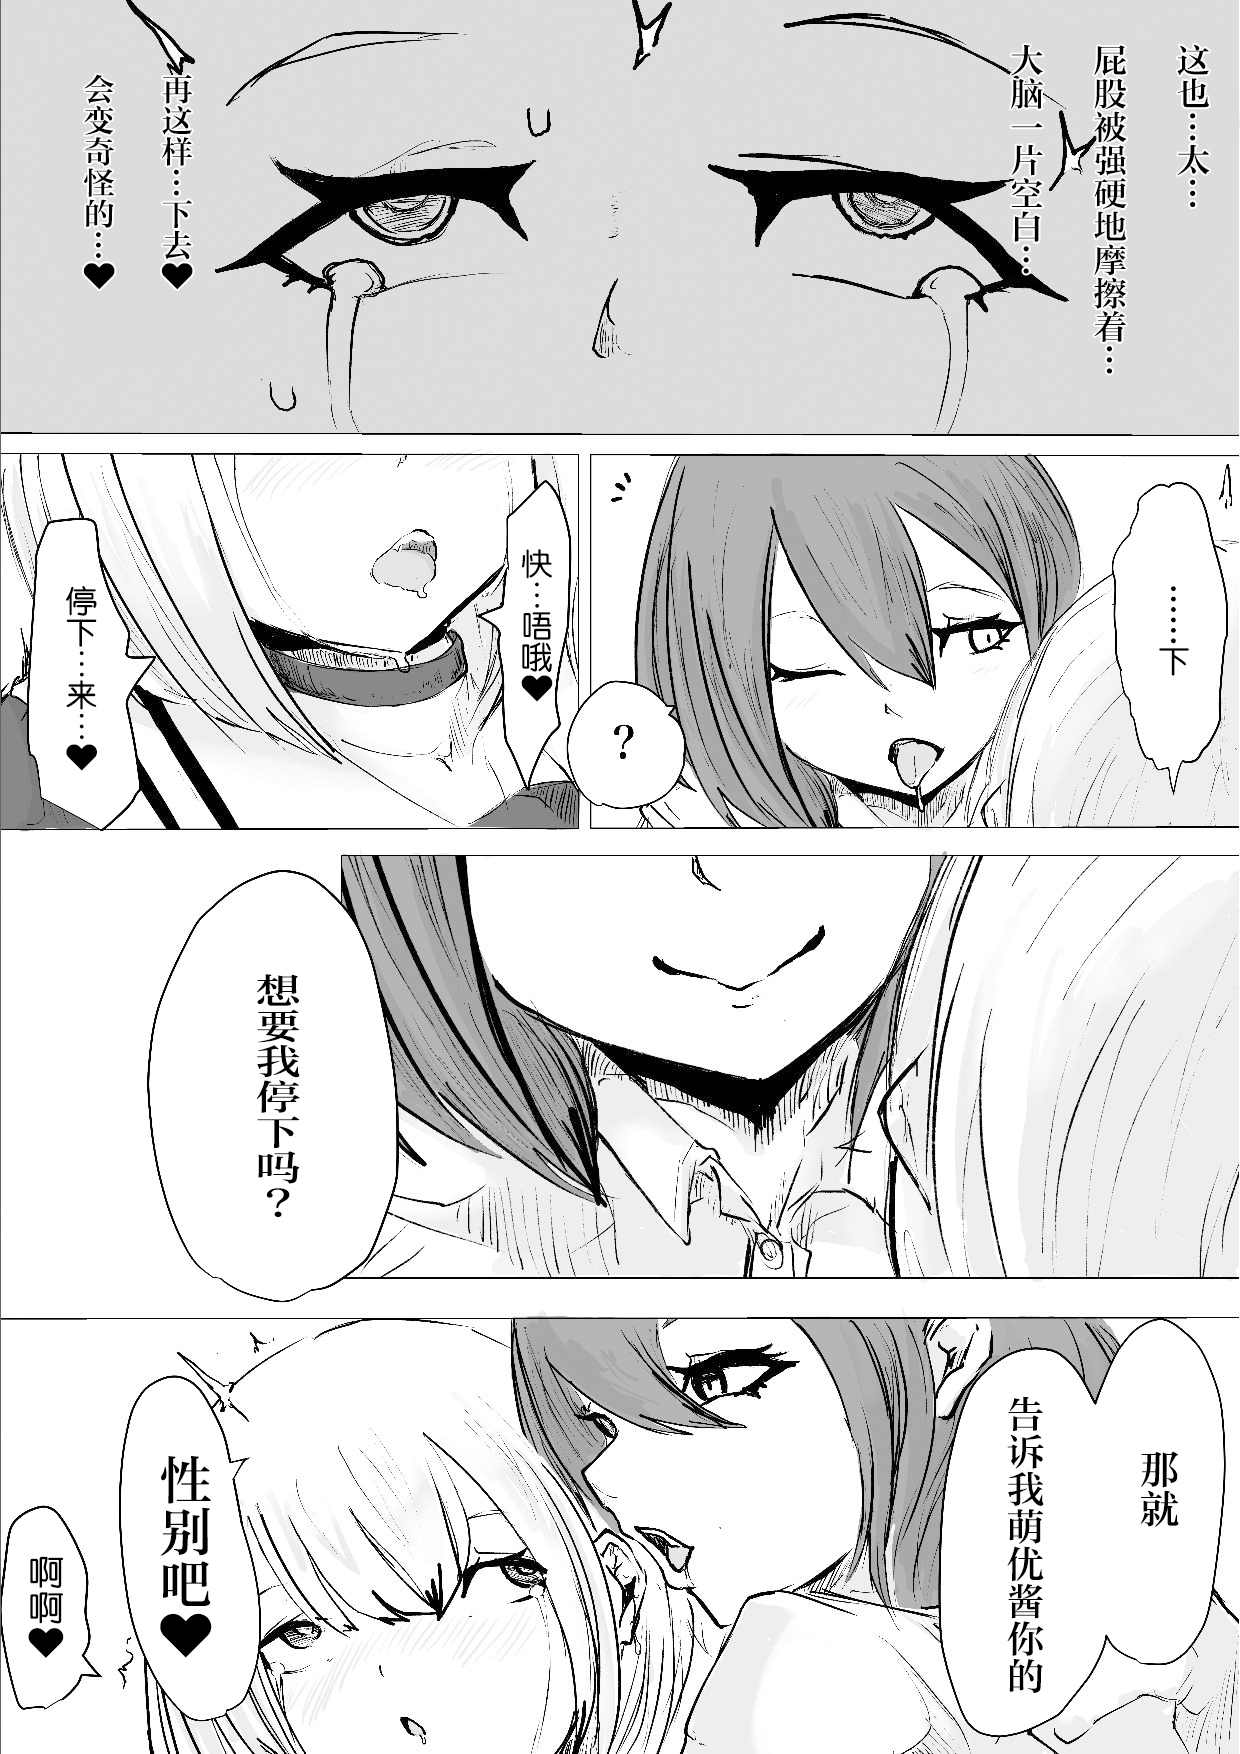 这也…太…
屁股被强硬地摩擦着…
大脑一片空白…
再这样…下去♥
会变奇怪的…♥
……下
？
快…唔哦♥
停下……来……♥
想要我停下吗？
那就
告诉我萌优酱你的
性别吧♥
啊啊♥